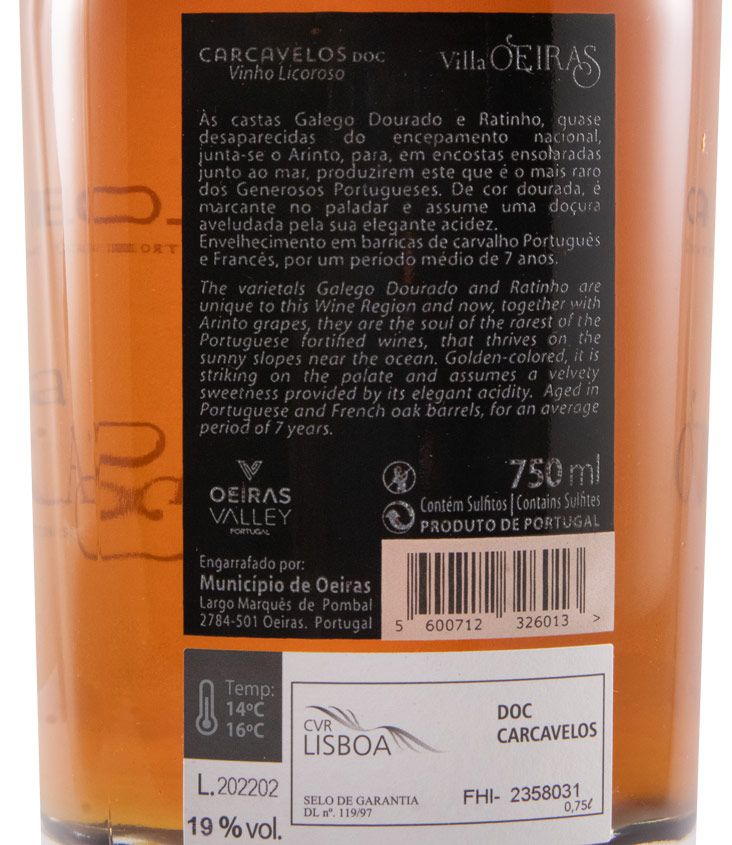 CARCAVELOS DOC
Vinho Licoroso
Villa OEIRAS
Às castas Galego Dourado e Ratinho, quase
desaparecidas do encepamento nacional,
junta-se o Arinto, para, em encostas ensolaradas
junto ao mar, produzirem este que é o mais raro
dos Generosos Portugueses. De cor dourada, é
marcante no paladar e assume uma doçura
aveludada pela sua elegante acidez.
Envelhecimento em barricas de carvalho Português
e Francês, por um período médio de 7 anos.
The varietals Galego Dourado and Ratinho are
unique to this Wine Region and now, together with
Arinto grapes, they are the soul of the rarest of the
Portuguese fortified wines, that thrives on the
sunny slopes near the ocean. Golden-colored, it is
striking on the palate and assumes a velvety
sweetness provided by its elegant acidity. Aged in
Portuguese and French oak barrels, for an average
period of 7 years.
OEIRAS
VALLEY
PORTUGAL
750 ml
Contém Sulfitos | Contains Sulfites
PRODUTO DE PORTUGAL
Engarrafado por:
Município de Oeiras
Largo Marquês de Pombal
2784-501 Oeiras. Portugal
5 600712 326013 >
Temp:
14ºC
16ºC
L.202202
19 % vol.
CVR
LISBOA
SELO DE GARANTIA
DL nº. 119/97
DOC
CARCAVELOS
FHI- 2358031
0,75ℓ